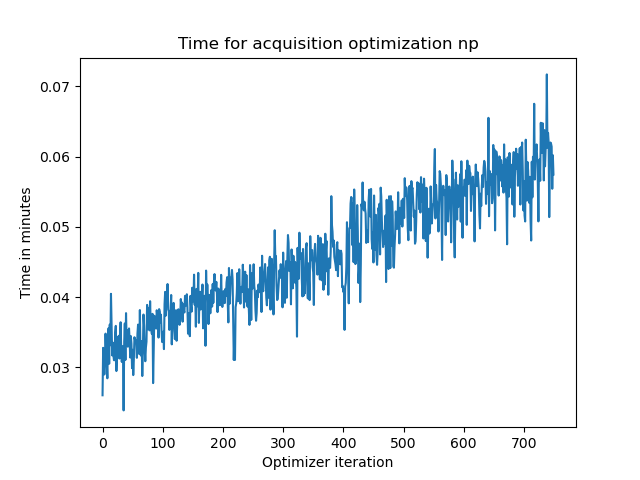 Time for acquisition optimization np
Time in minutes
0.07
0.06
0.05
0.04
0.03
0 100 200 300 400 500 600 700
Optimizer iteration